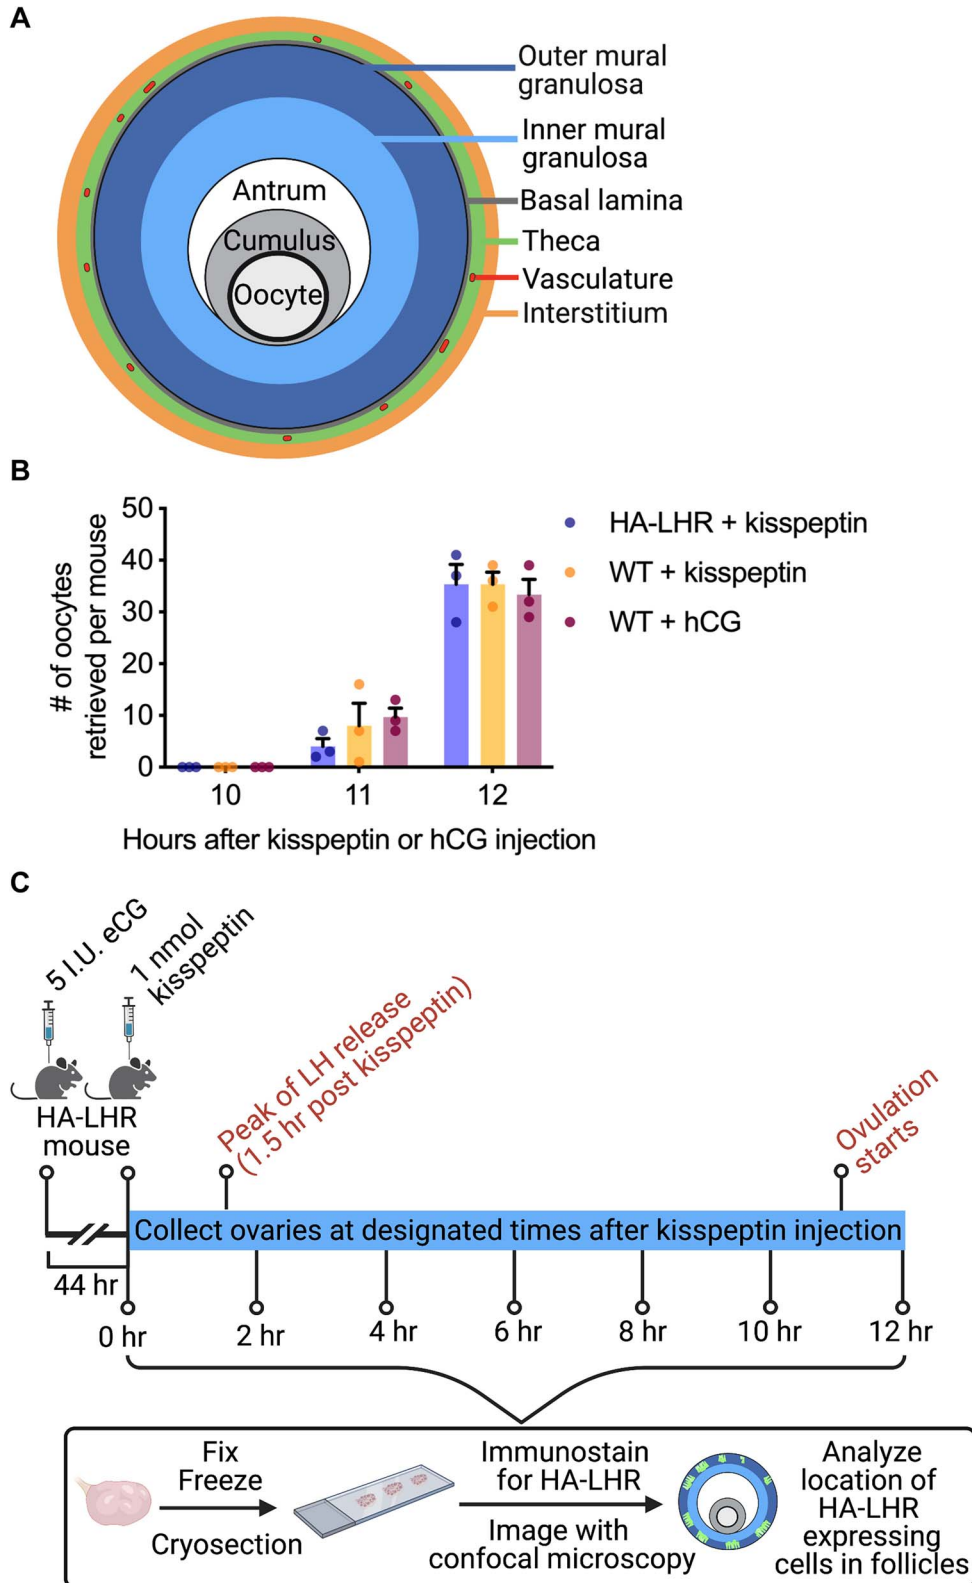 A
Outer mural
granulosa
Inner mural
granulosa
Basal lamina
Theca
Vasculature
Interstitium
Antrum
Cumulus
Oocyte
B
# of oocytes
retrieved per mouse
50
40
30
20
10
0
10
11
12
Hours after kisspeptin or hCG injection
HA-LHR + kisspeptin
WT + kisspeptin
WT + hCG
C
5 I.U. eCG
1 nmol
kisspeptin
HA-LHR
mouse
Peak of LH release
(1.5 hr post kisspeptin)
Ovulation
starts
Collect ovaries at designated times after kisspeptin injection
44 hr
0 hr
2 hr
4 hr
6 hr
8 hr
10 hr
12 hr
Fix
Freeze
Cryosection
Immunostain
for HA-LHR
Image with
confocal microscopy
Analyze
location of
HA-LHR
expressing
cells in follicles